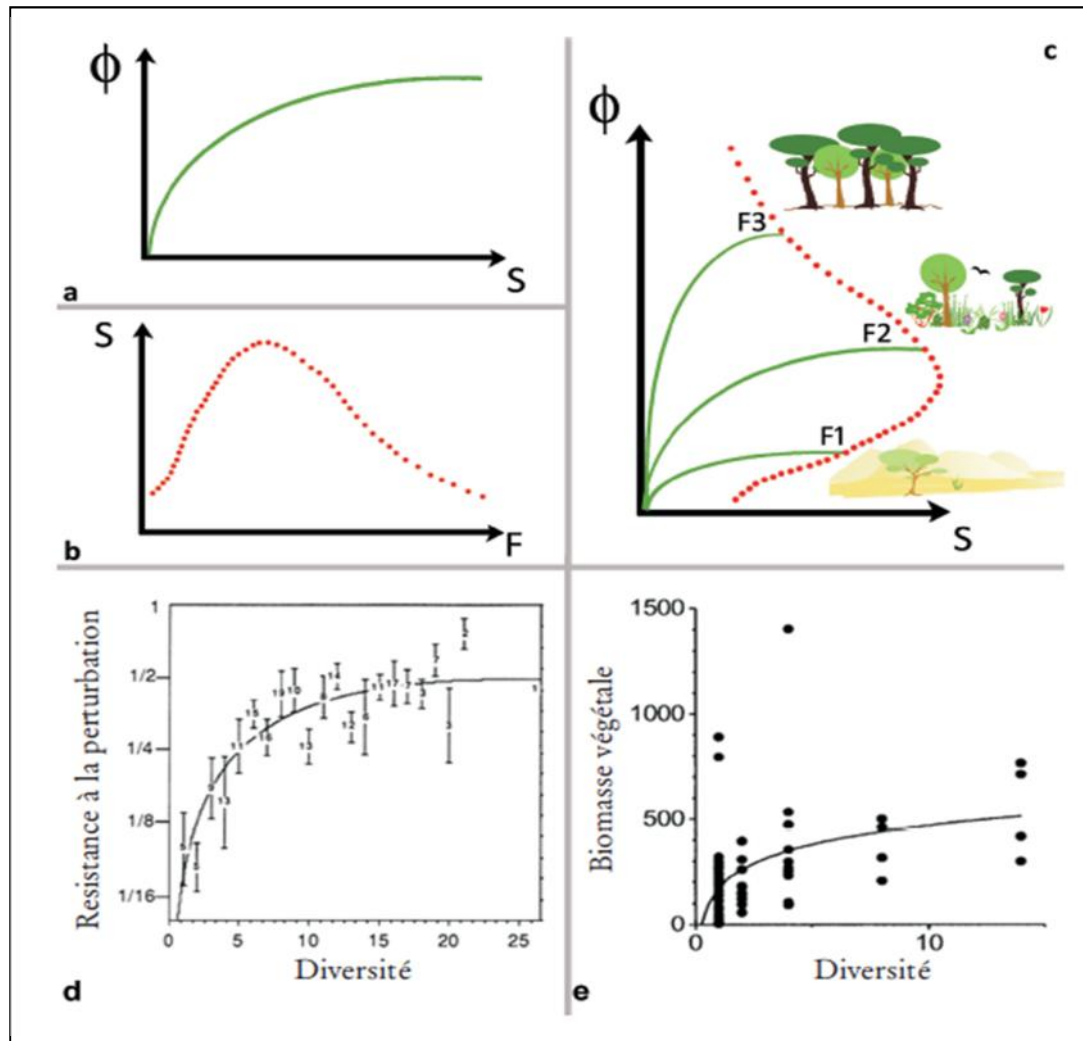 ϕ
S
a
S
F
b
c
ϕ
F3
F2
F1
S
Resistance à la perturbation
1
1/2
1/4
1/8
1/16
0
5
10
15
20
25
Diversité
d
Biomasse végétale
1500
1000
500
0
0
10
Diversité
e